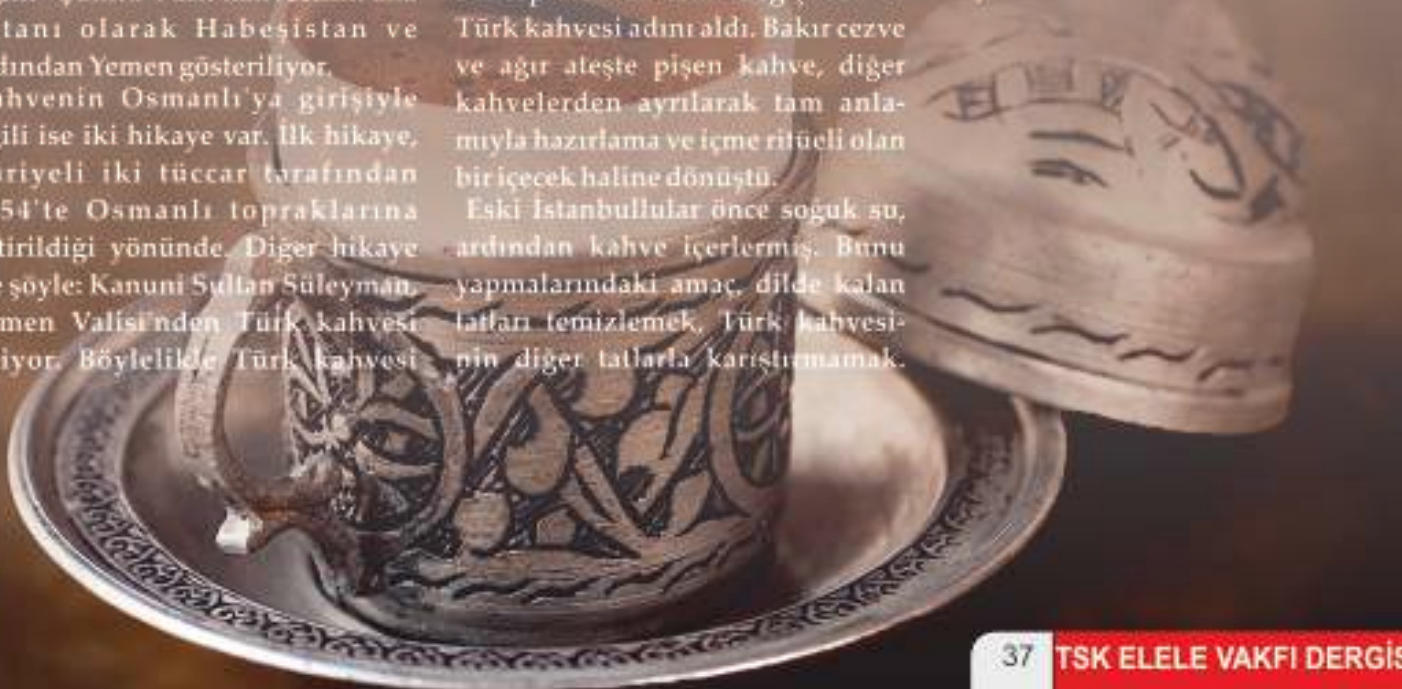 tanı olarak Habeşistan ve
dından Yemen gösteriliyor.
ahvenin Osmanlı'ya girişiyle
gili ise iki hikaye var. İlk hikaye,
riyeli iki tüccar tarafından
54'te Osmanlı topraklarına
tirildiği yönünde. Diğer hikaye
e şöyle: Kanuni Sultan Süleyman,
men Valisi'nden Türk kahvesi
iyor. Böylelikle Türk kahvesi
Türk kahvesi adını aldı. Bakır cezve
ve ağır ateşte pişen kahve, diğer
kahvelerden ayrılarak tam anla-
mıyla hazırlama ve içme ritüeli olan
bir içecek haline dönüştü.
Eski İstanbullular önce soğuk su,
ardından kahve içerlermiş. Bunu
yapmalarındaki amaç, dilde kalan
tatları temizlemek, Türk kahvesi-
nin diğer tatlarla karıştırmamak.
37 TSK ELELE VAKFI DERGİS